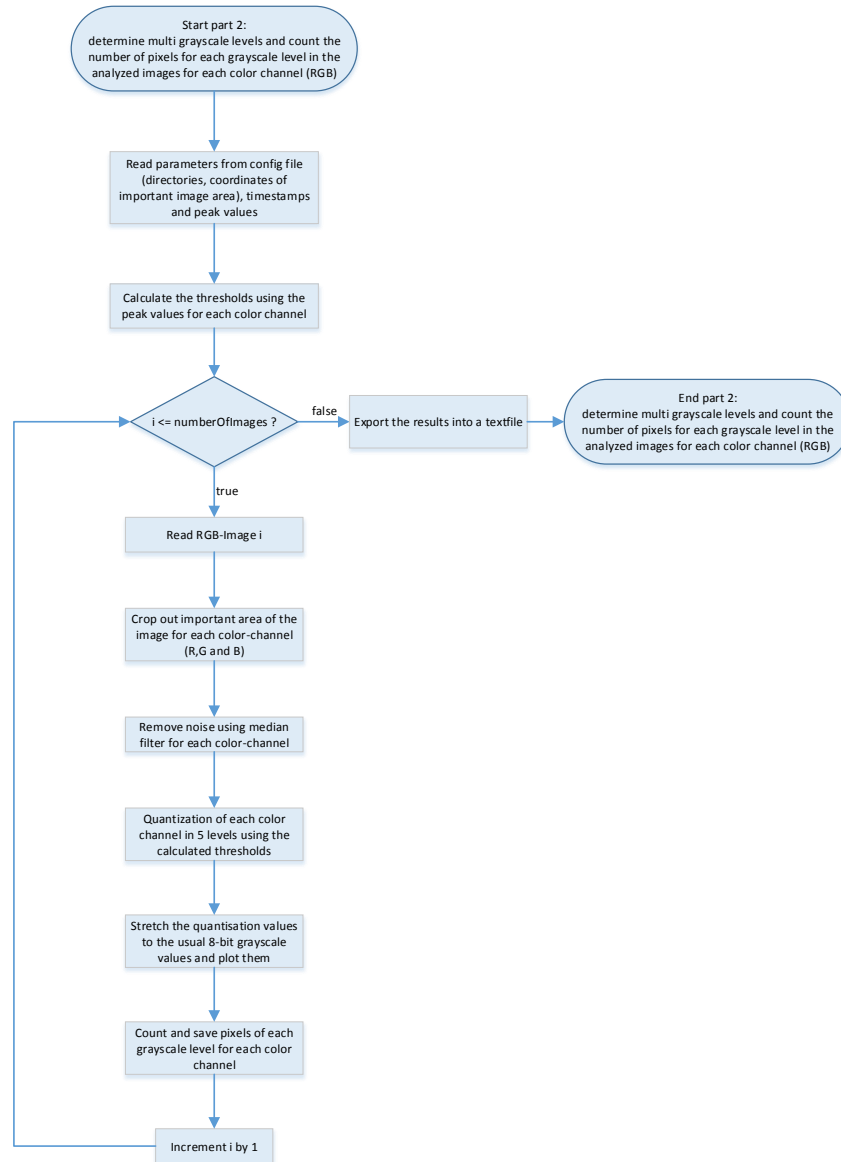 Start part 2:
determine multi grayscale levels and count the
number of pixels for each grayscale level in the
analyzed images for each color channel (RGB)
Read parameters from config file
(directories, coordinates of
important image area), timestamps
and peak values
Calculate the thresholds using the
peak values for each color channel
i <= numberOfImages ?
false
Export the results into a textfile
End part 2:
determine multi grayscale levels and count the
number of pixels for each grayscale level in the
analyzed images for each color channel (RGB)
true
Read RGB-Image i
Crop out important area of the
image for each color-channel
(R,G and B)
Remove noise using median
filter for each color-channel
Quantization of each color
channel in 5 levels using the
calculated thresholds
Stretch the quantisation values
to the usual 8-bit grayscale
values and plot them
Count and save pixels of each
grayscale level for each color
channel
Increment i by 1